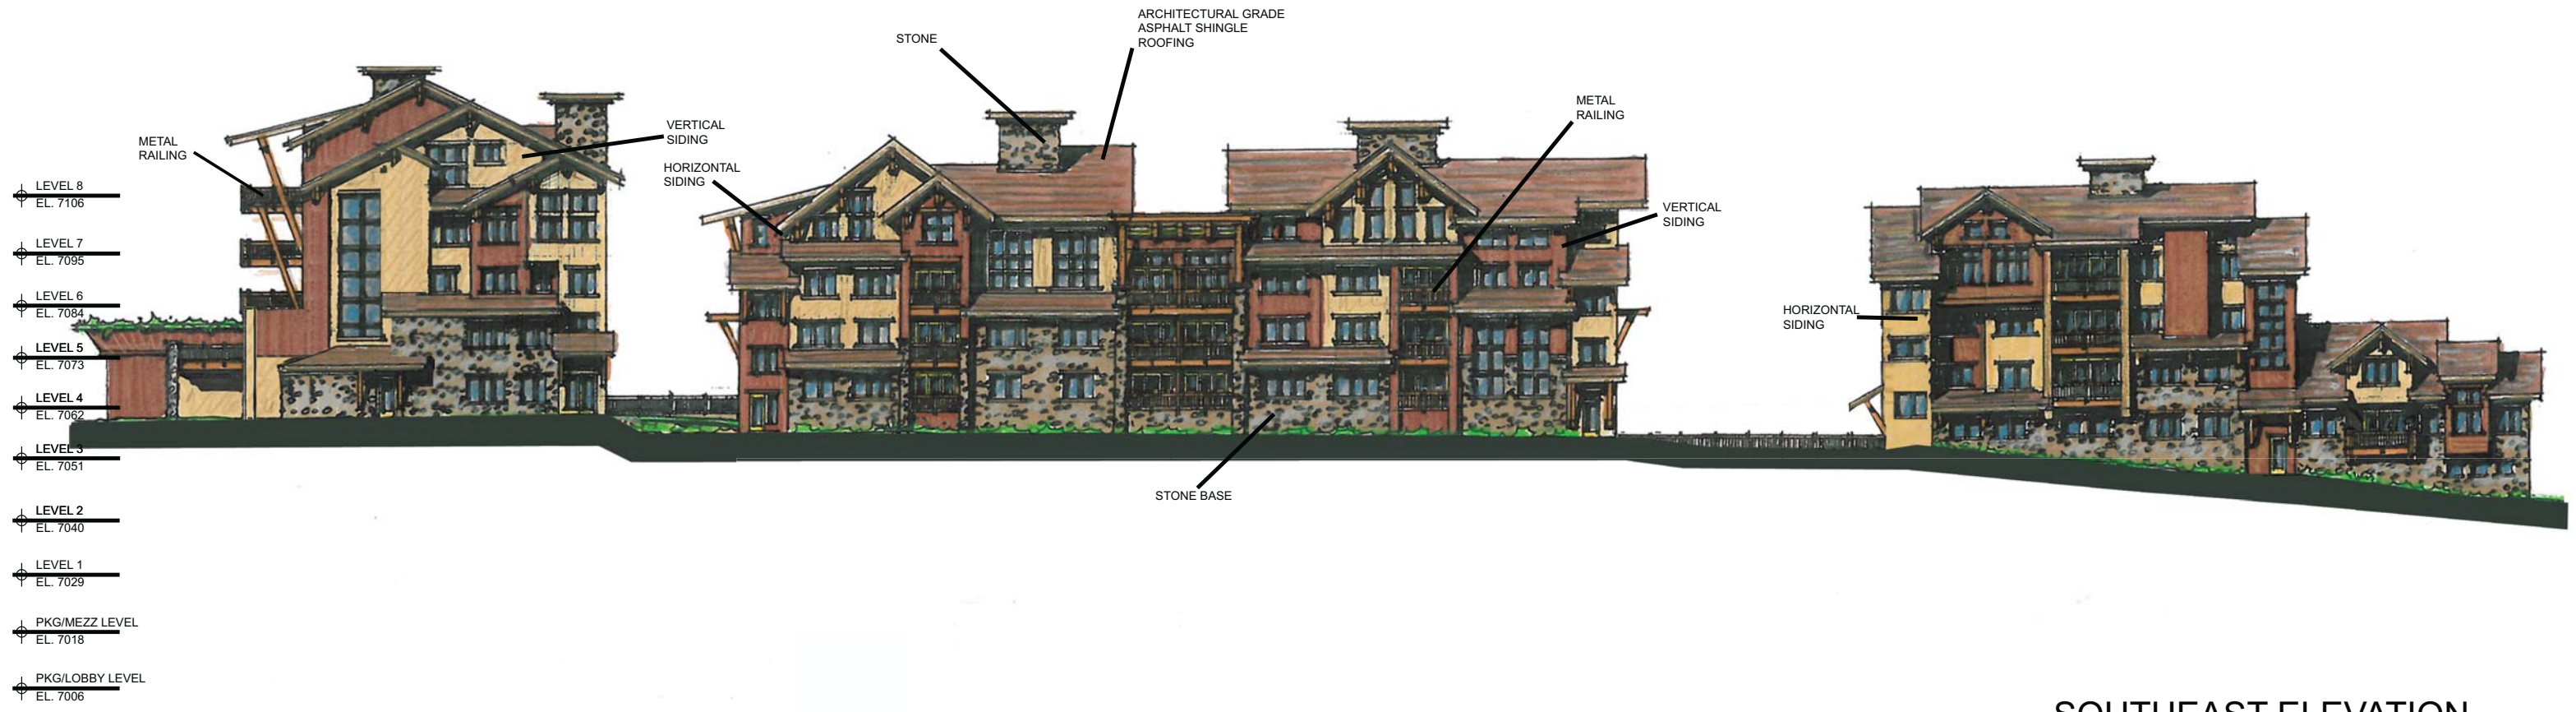 ARCHITECTURAL GRADE
ASPHALT SHINGLE
ROOFING
STONE
METAL
RAILING
VERTICAL
SIDING
METAL
RAILING
HORIZONTAL
SIDING
VERTICAL
SIDING
HORIZONTAL
SIDING
STONE BASE
LEVEL 8
EL. 7106
LEVEL 7
EL. 7095
LEVEL 6
EL. 7084
LEVEL 5
EL. 7073
LEVEL 4
EL. 7062
LEVEL 3
EL. 7051
LEVEL 2
EL. 7040
LEVEL 1
EL. 7029
PKG/MEZZ LEVEL
EL. 7018
PKG/LOBBY LEVEL
EL. 7006
SOUTHEAST ELEVATION